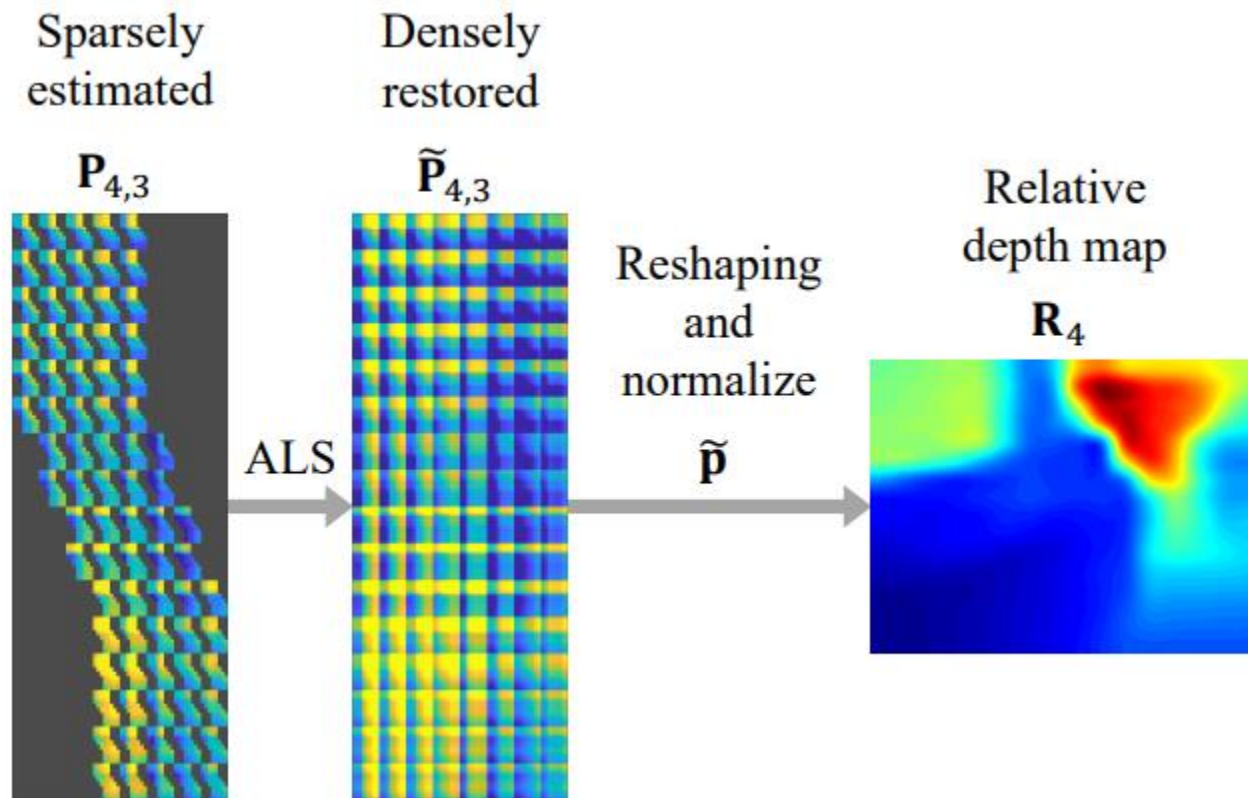 Sparsely
estimated
P₄,₃
Densely
restored
P̃₄,₃
ALS
Reshaping
and
normalize
p̃
Relative
depth map
R₄